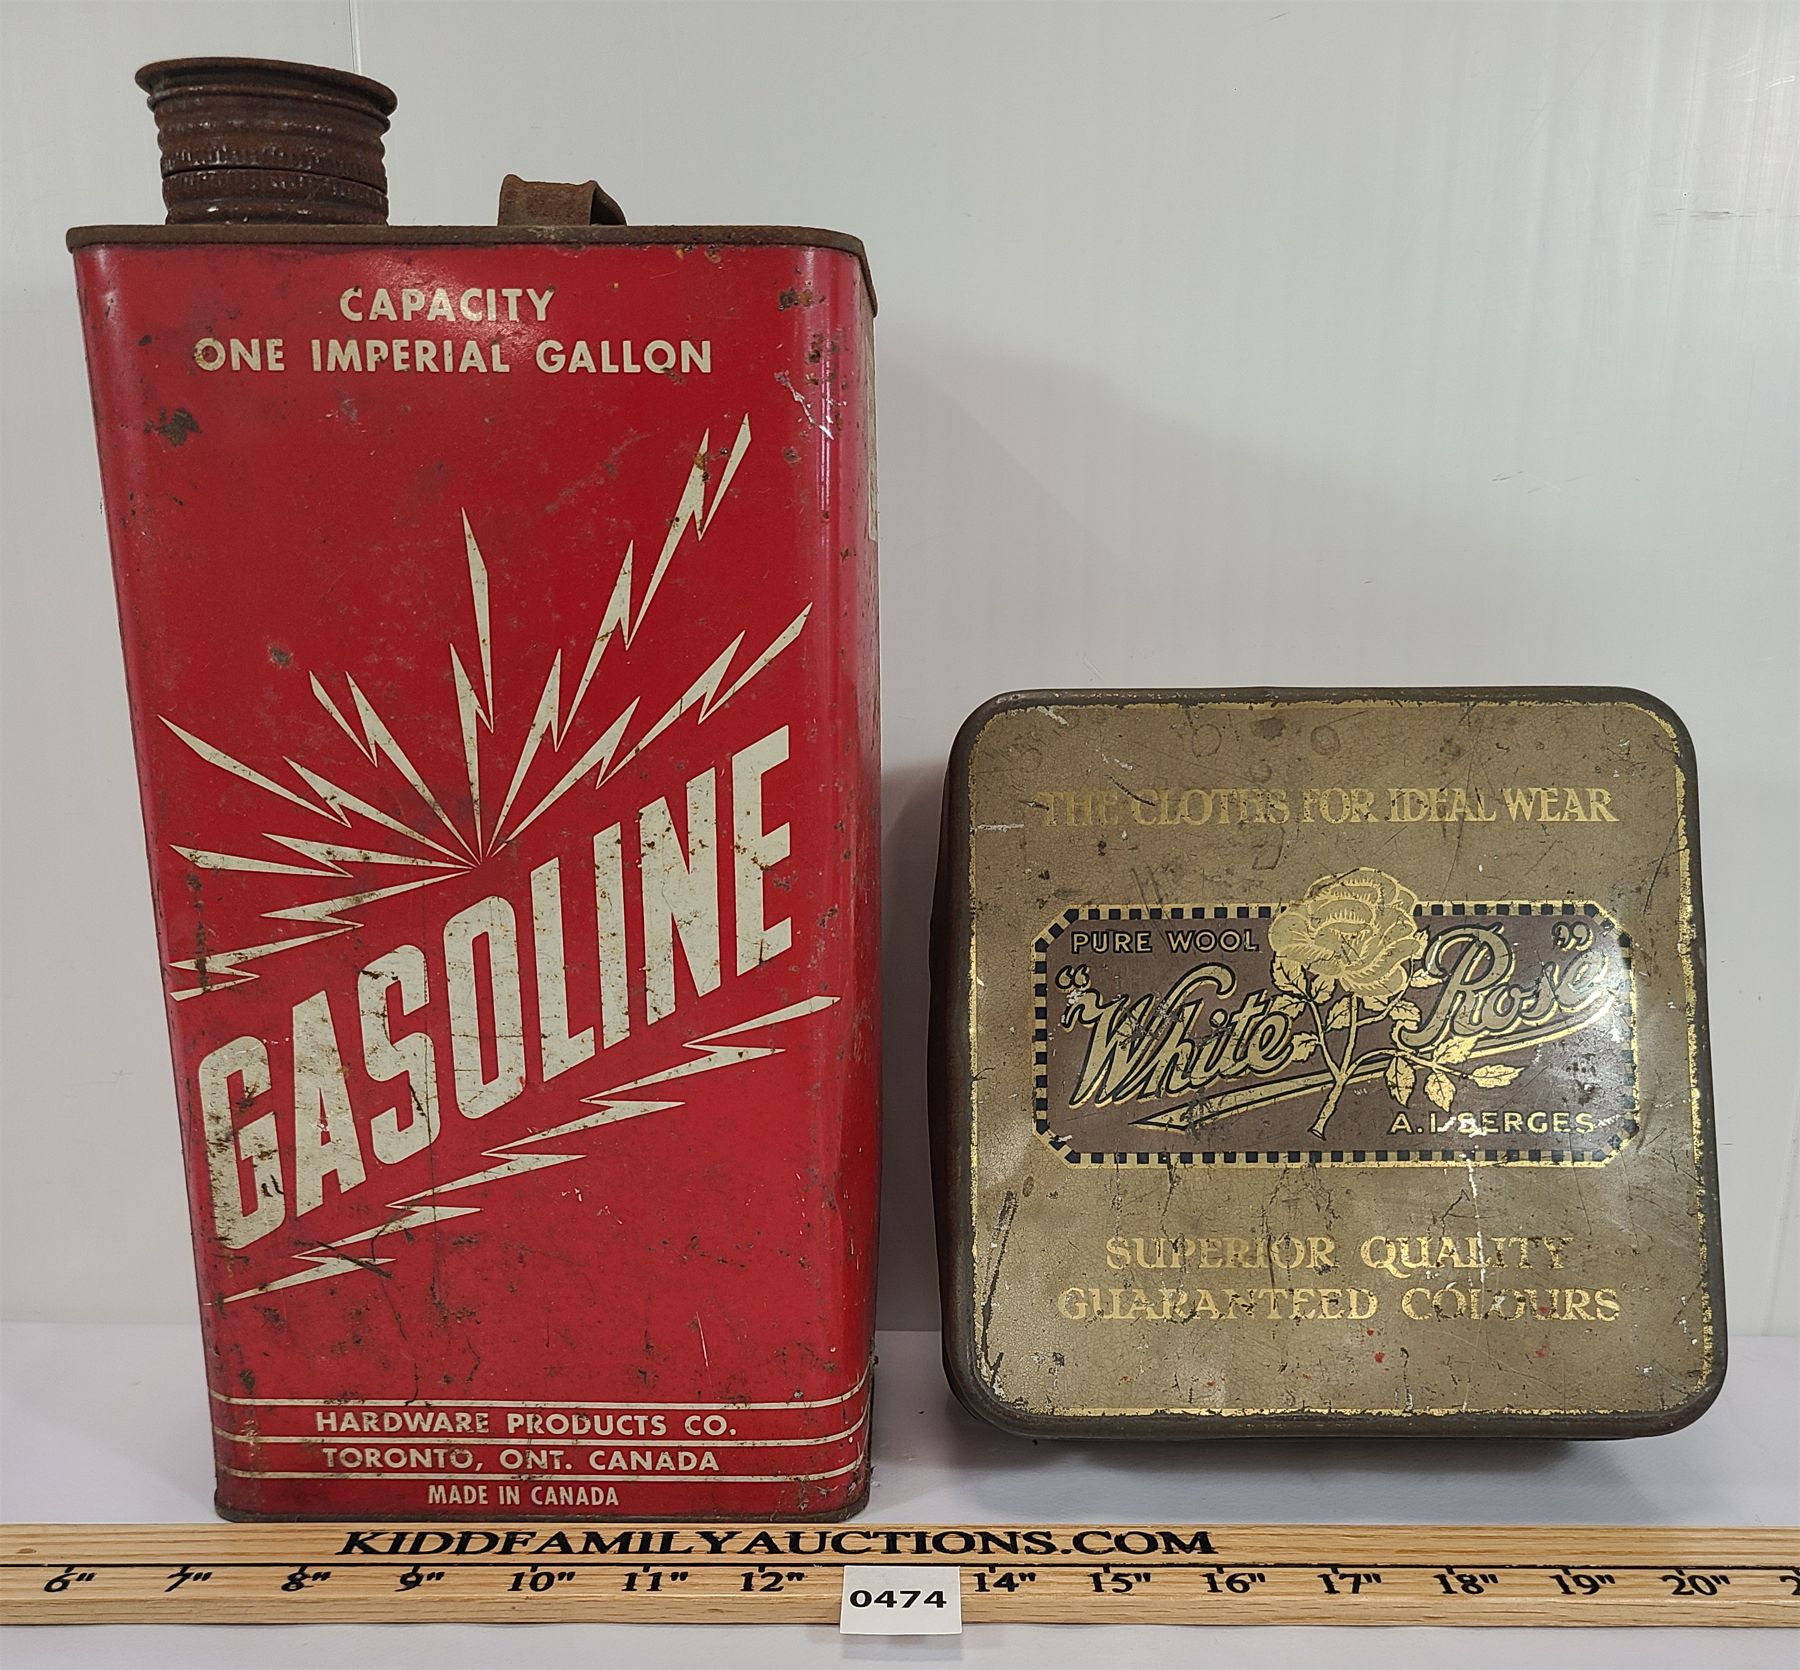 CAPACITY
ONE IMPERIAL GALLON
GASOLINE
HARDWARE PRODUCTS CO.
TORONTO, ONT. CANADA
MADE IN CANADA
THE CLOTHS FOR IDEAL WEAR
PURE WOOL
"White Rose"
A.1 SERGES
SUPERIOR QUALITY
GUARANTEED COLOURS
KIDDFAMILYAUCTIONS.COM
6" 7" 8" 9" 10" 11" 12" 14" 15" 16" 17" 18" 19" 20"
0474